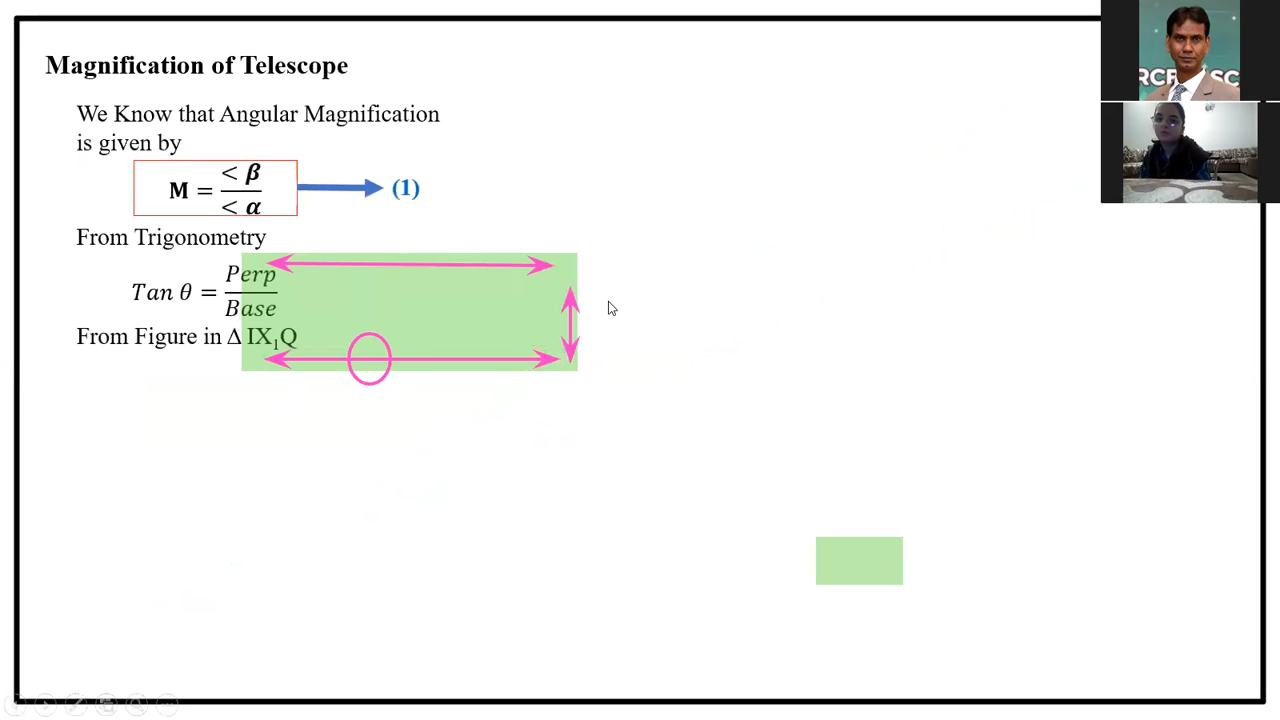 Magnification of Telescope
We Know that Angular Magnification
is given by
M = < β / < α (1)
From Trigonometry
Tan θ = Perp / Base
From Figure in Δ IX₁Q